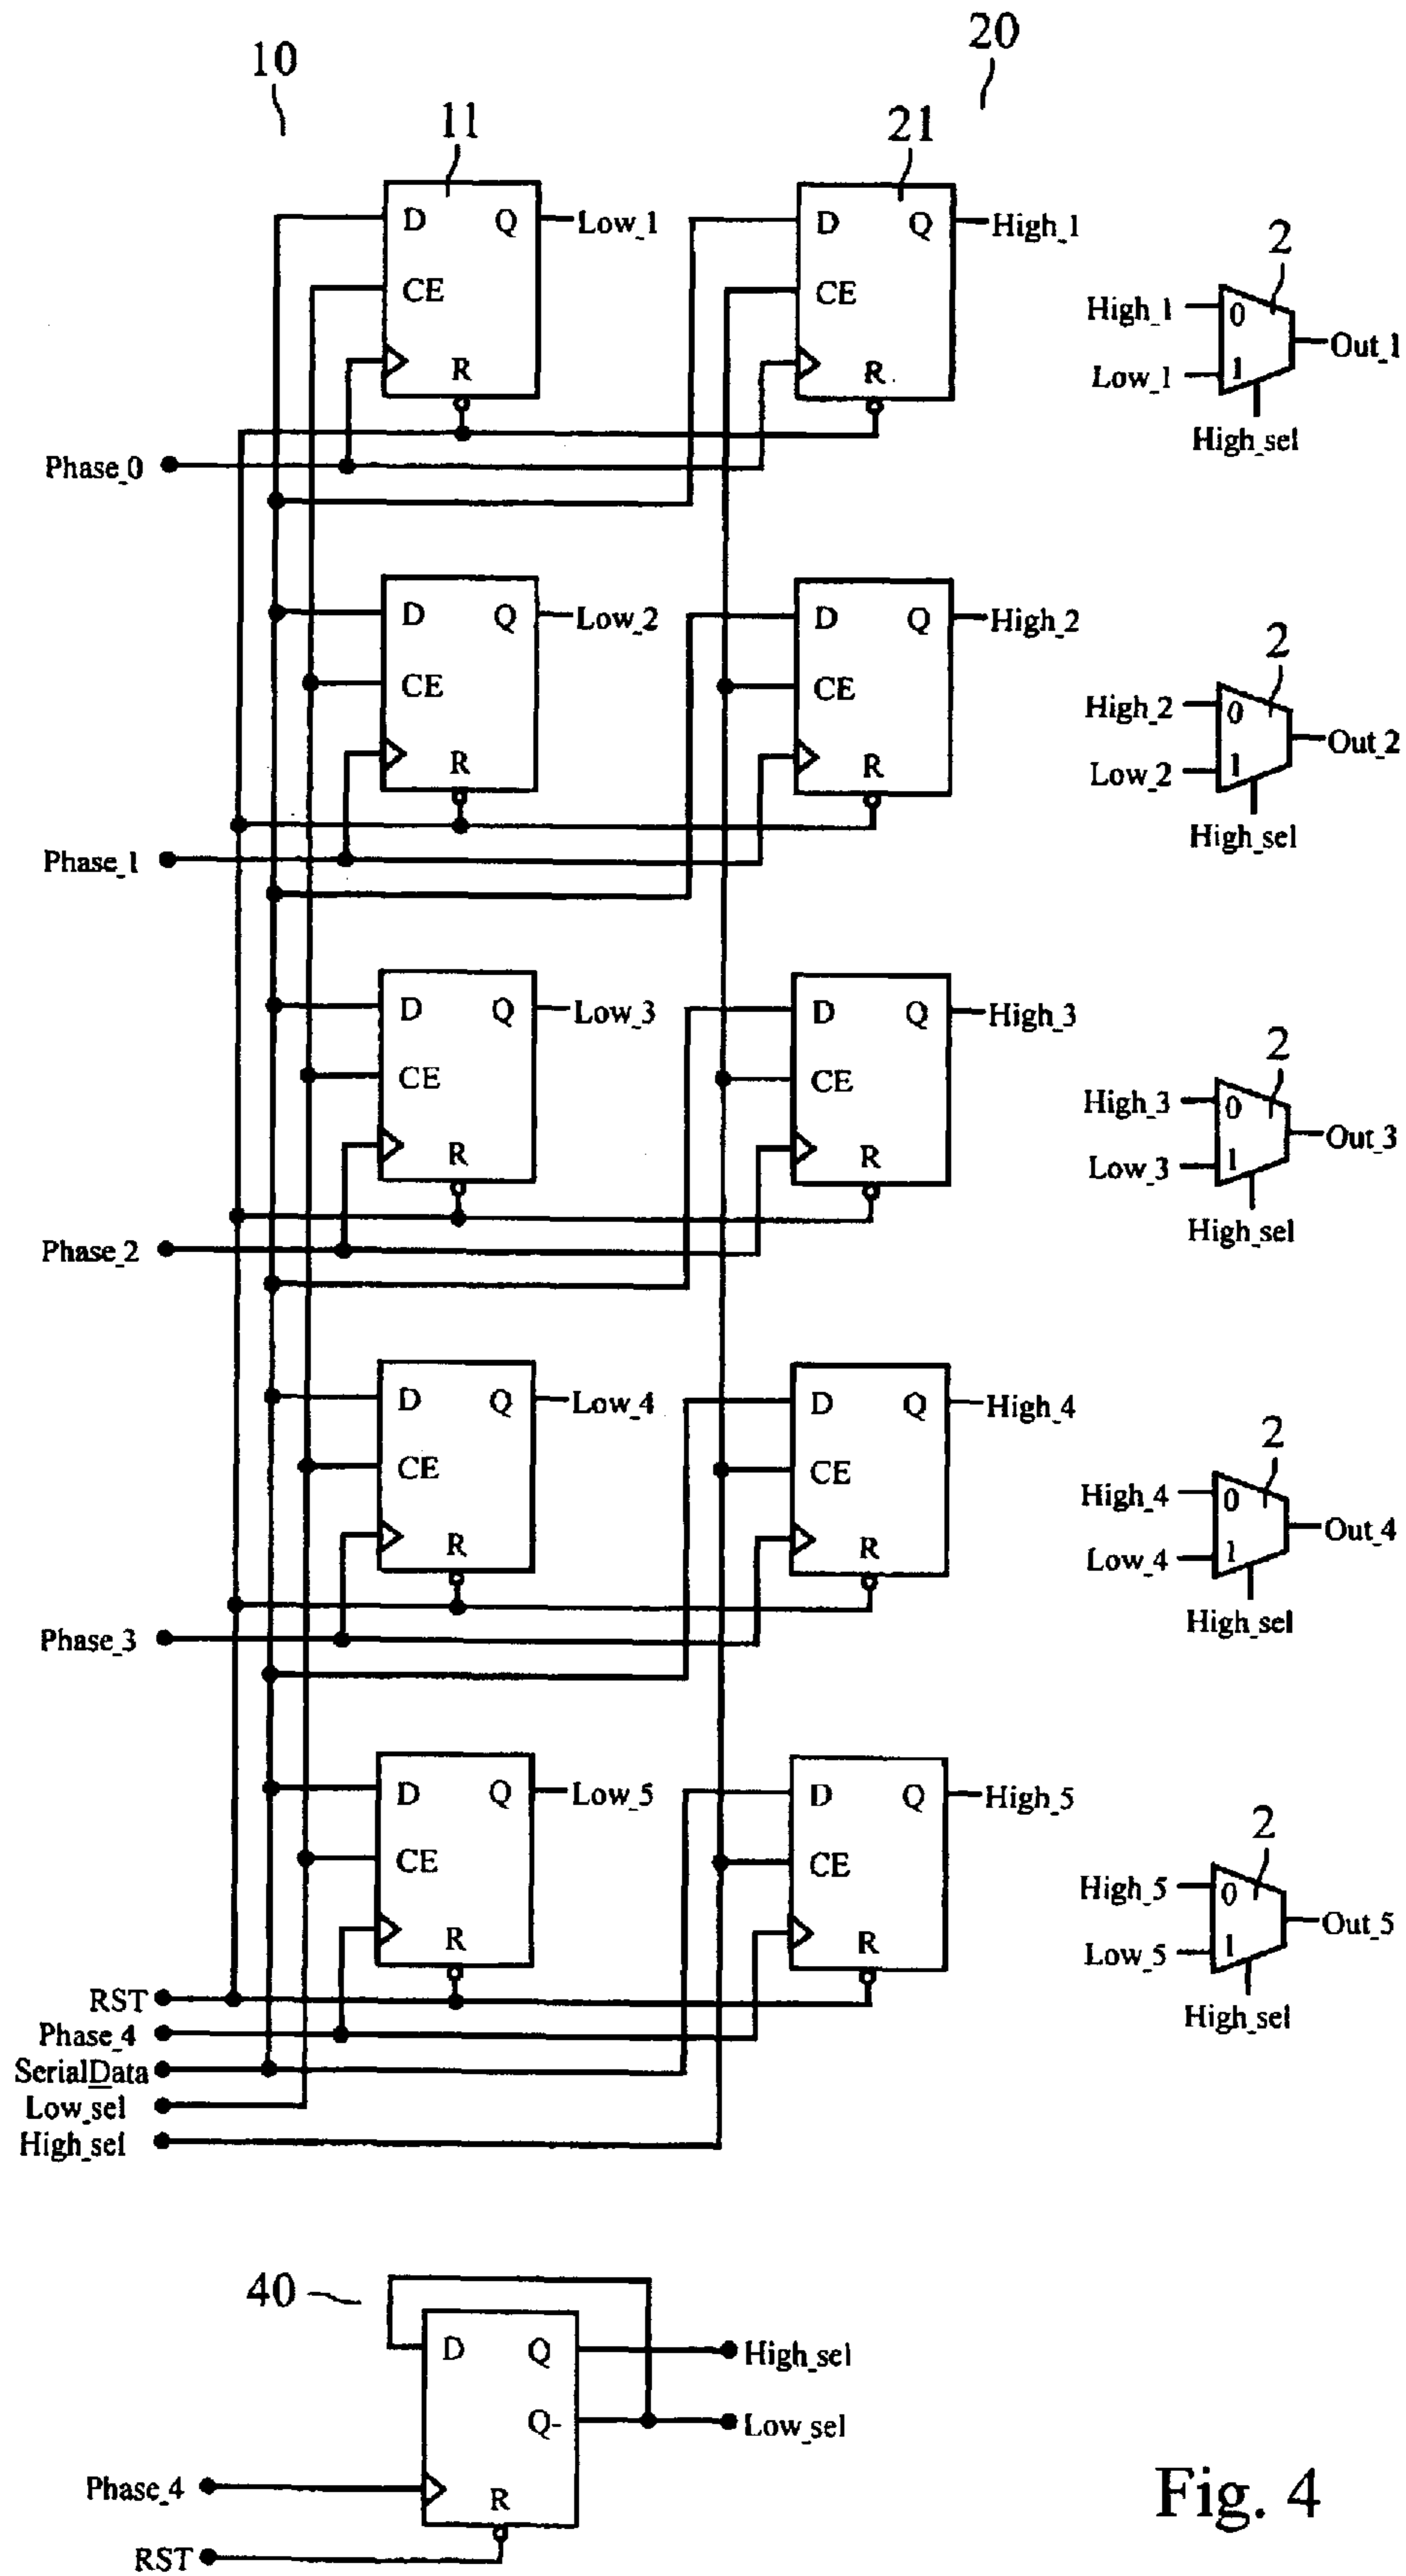 10
20
11
21
D Q Low_1
CE
R
D Q High_1
CE
R
2
High_1 0
Low_1 1
Out_1
High_sel
Phase_0
D Q Low_2
CE
R
D Q High_2
CE
R
2
High_2 0
Low_2 1
Out_2
High_sel
Phase_1
D Q Low_3
CE
R
D Q High_3
CE
R
2
High_3 0
Low_3 1
Out_3
High_sel
Phase_2
D Q Low_4
CE
R
D Q High_4
CE
R
2
High_4 0
Low_4 1
Out_4
High_sel
Phase_3
D Q Low_5
CE
R
D Q High_5
CE
R
2
High_5 0
Low_5 1
Out_5
High_sel
RST
Phase_4
SerialData
Low_sel
High_sel
40
D Q High_sel
Q- Low_sel
Phase_4
R
RST
Fig. 4